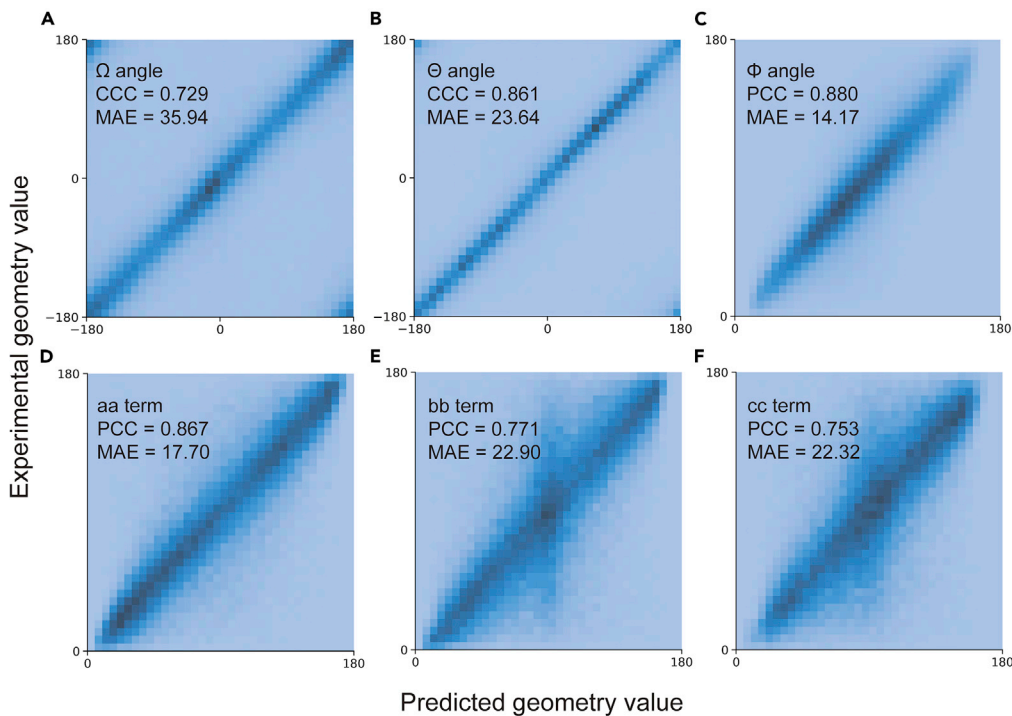 A
B
C
180
Ω angle
CCC = 0.729
MAE = 35.94
0
−180
−180
0
180
180
Θ angle
CCC = 0.861
MAE = 23.64
0
−180
−180
0
180
180
Φ angle
PCC = 0.880
MAE = 14.17
0
0
180
Experimental geometry value
D
E
F
180
aa term
PCC = 0.867
MAE = 17.70
0
0
180
180
bb term
PCC = 0.771
MAE = 22.90
0
0
180
180
cc term
PCC = 0.753
MAE = 22.32
0
0
180
Predicted geometry value